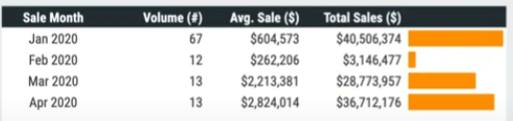 Sale Month Volume (#) Avg. Sale ($) Total Sales ($)
Jan 2020 67 $604,573 $40,506,374
Feb 2020 12 $262,206 $3,146,477
Mar 2020 13 $2,213,381 $28,773,957
Apr 2020 13 $2,824,014 $36,712,176